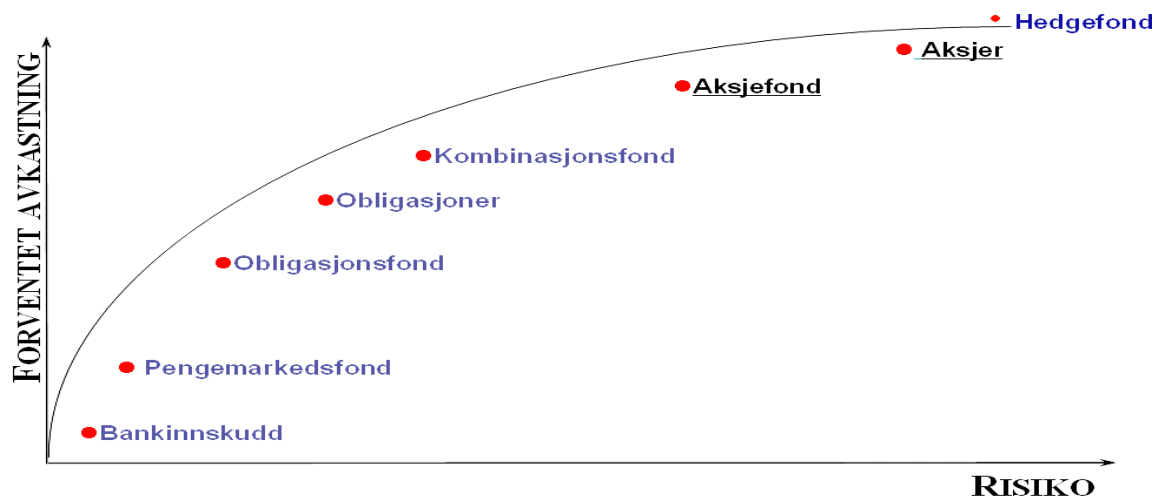 Hedgefond
Aksjer
Aksjefond
Kombinasjonsfond
Obligasjoner
Obligasjonsfond
Pengemarkedsfond
Bankinnskudd
FORVENTET AVKASTNING
RISIKO